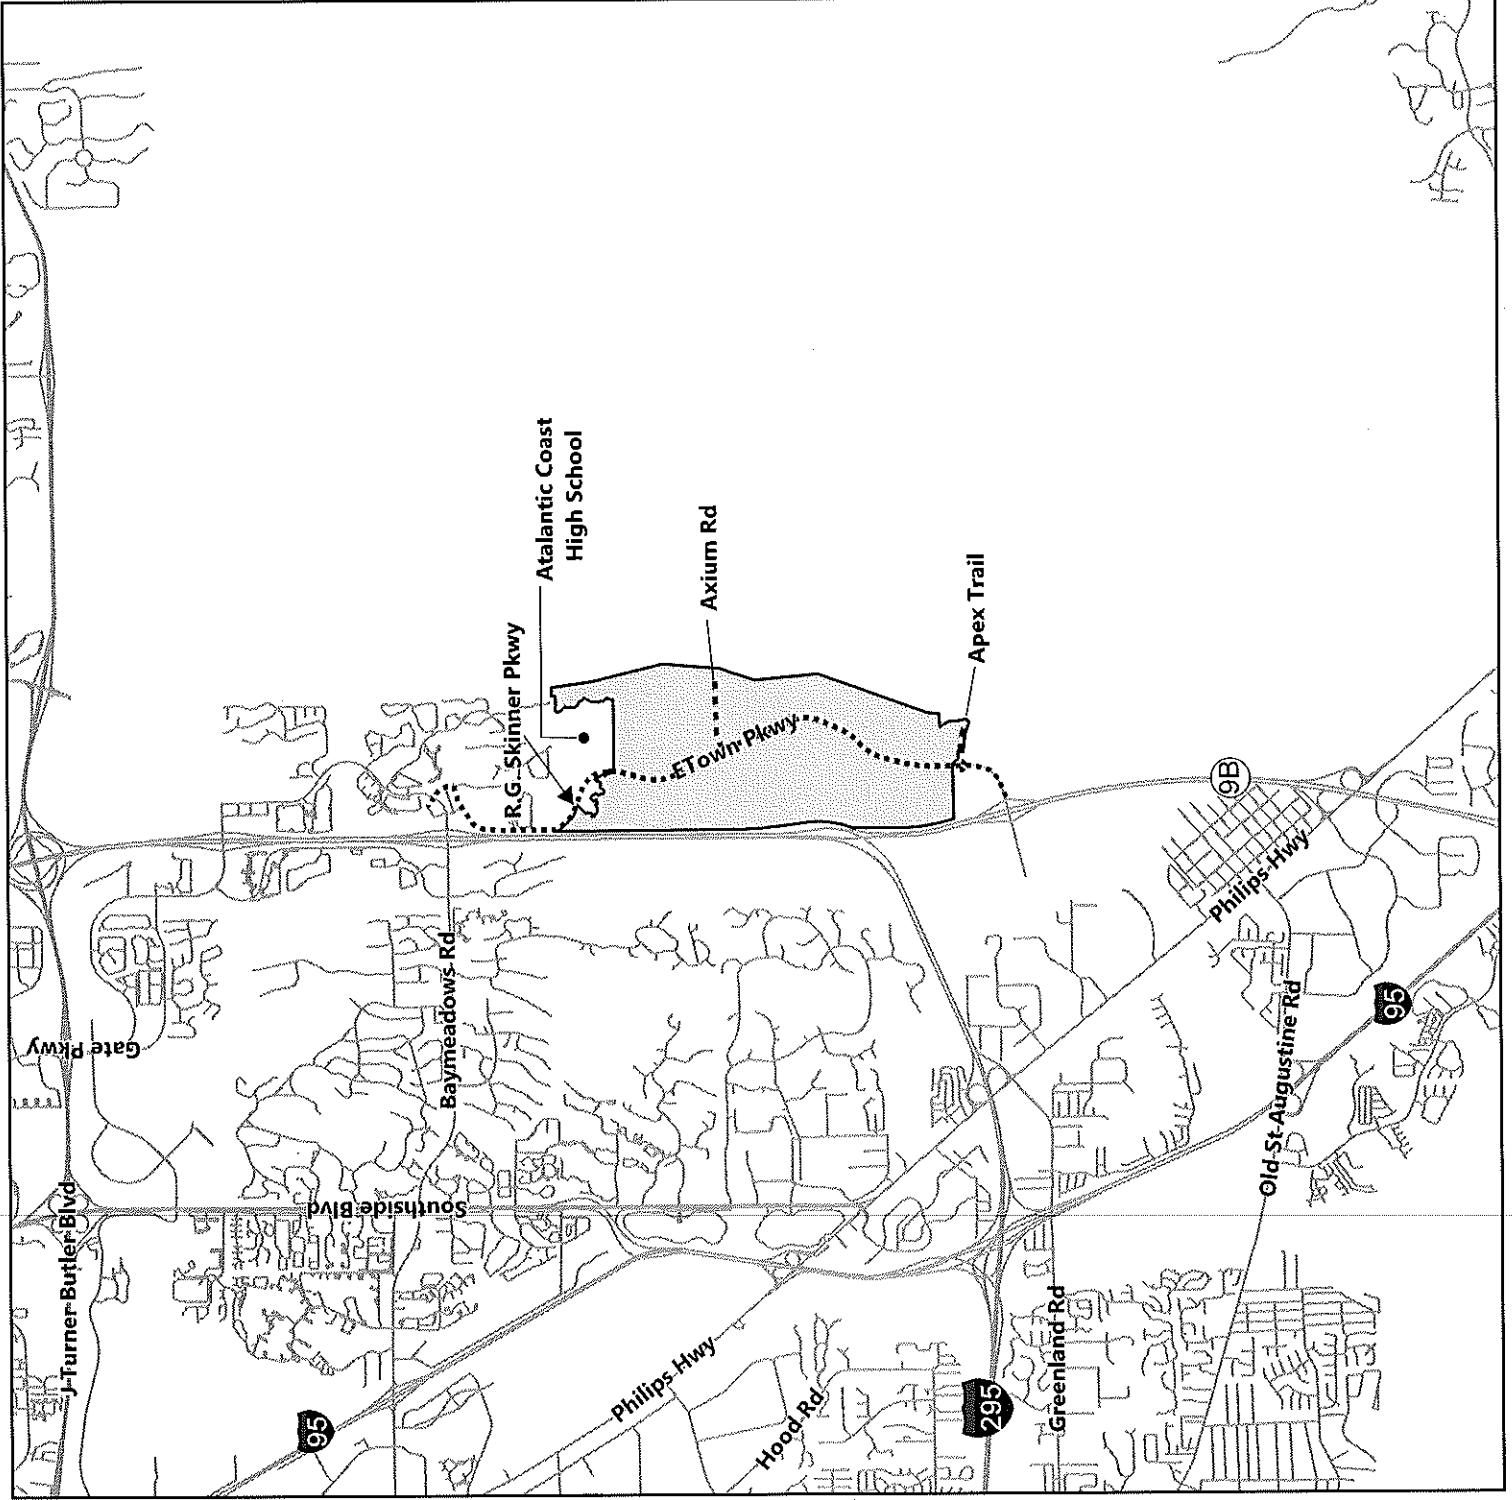 J Turner Butler Blvd
Gate Pkwy
Southside Blvd
Baymeadows Rd
R.G. Skinner Pkwy
Atalantic Coast
High School
Axium Rd
ETown Pkwy
Apex Trail
9B
Philips Hwy
95
Old St Augustine Rd
95
Philips Hwy
Hood Rd
295
Greenland Rd